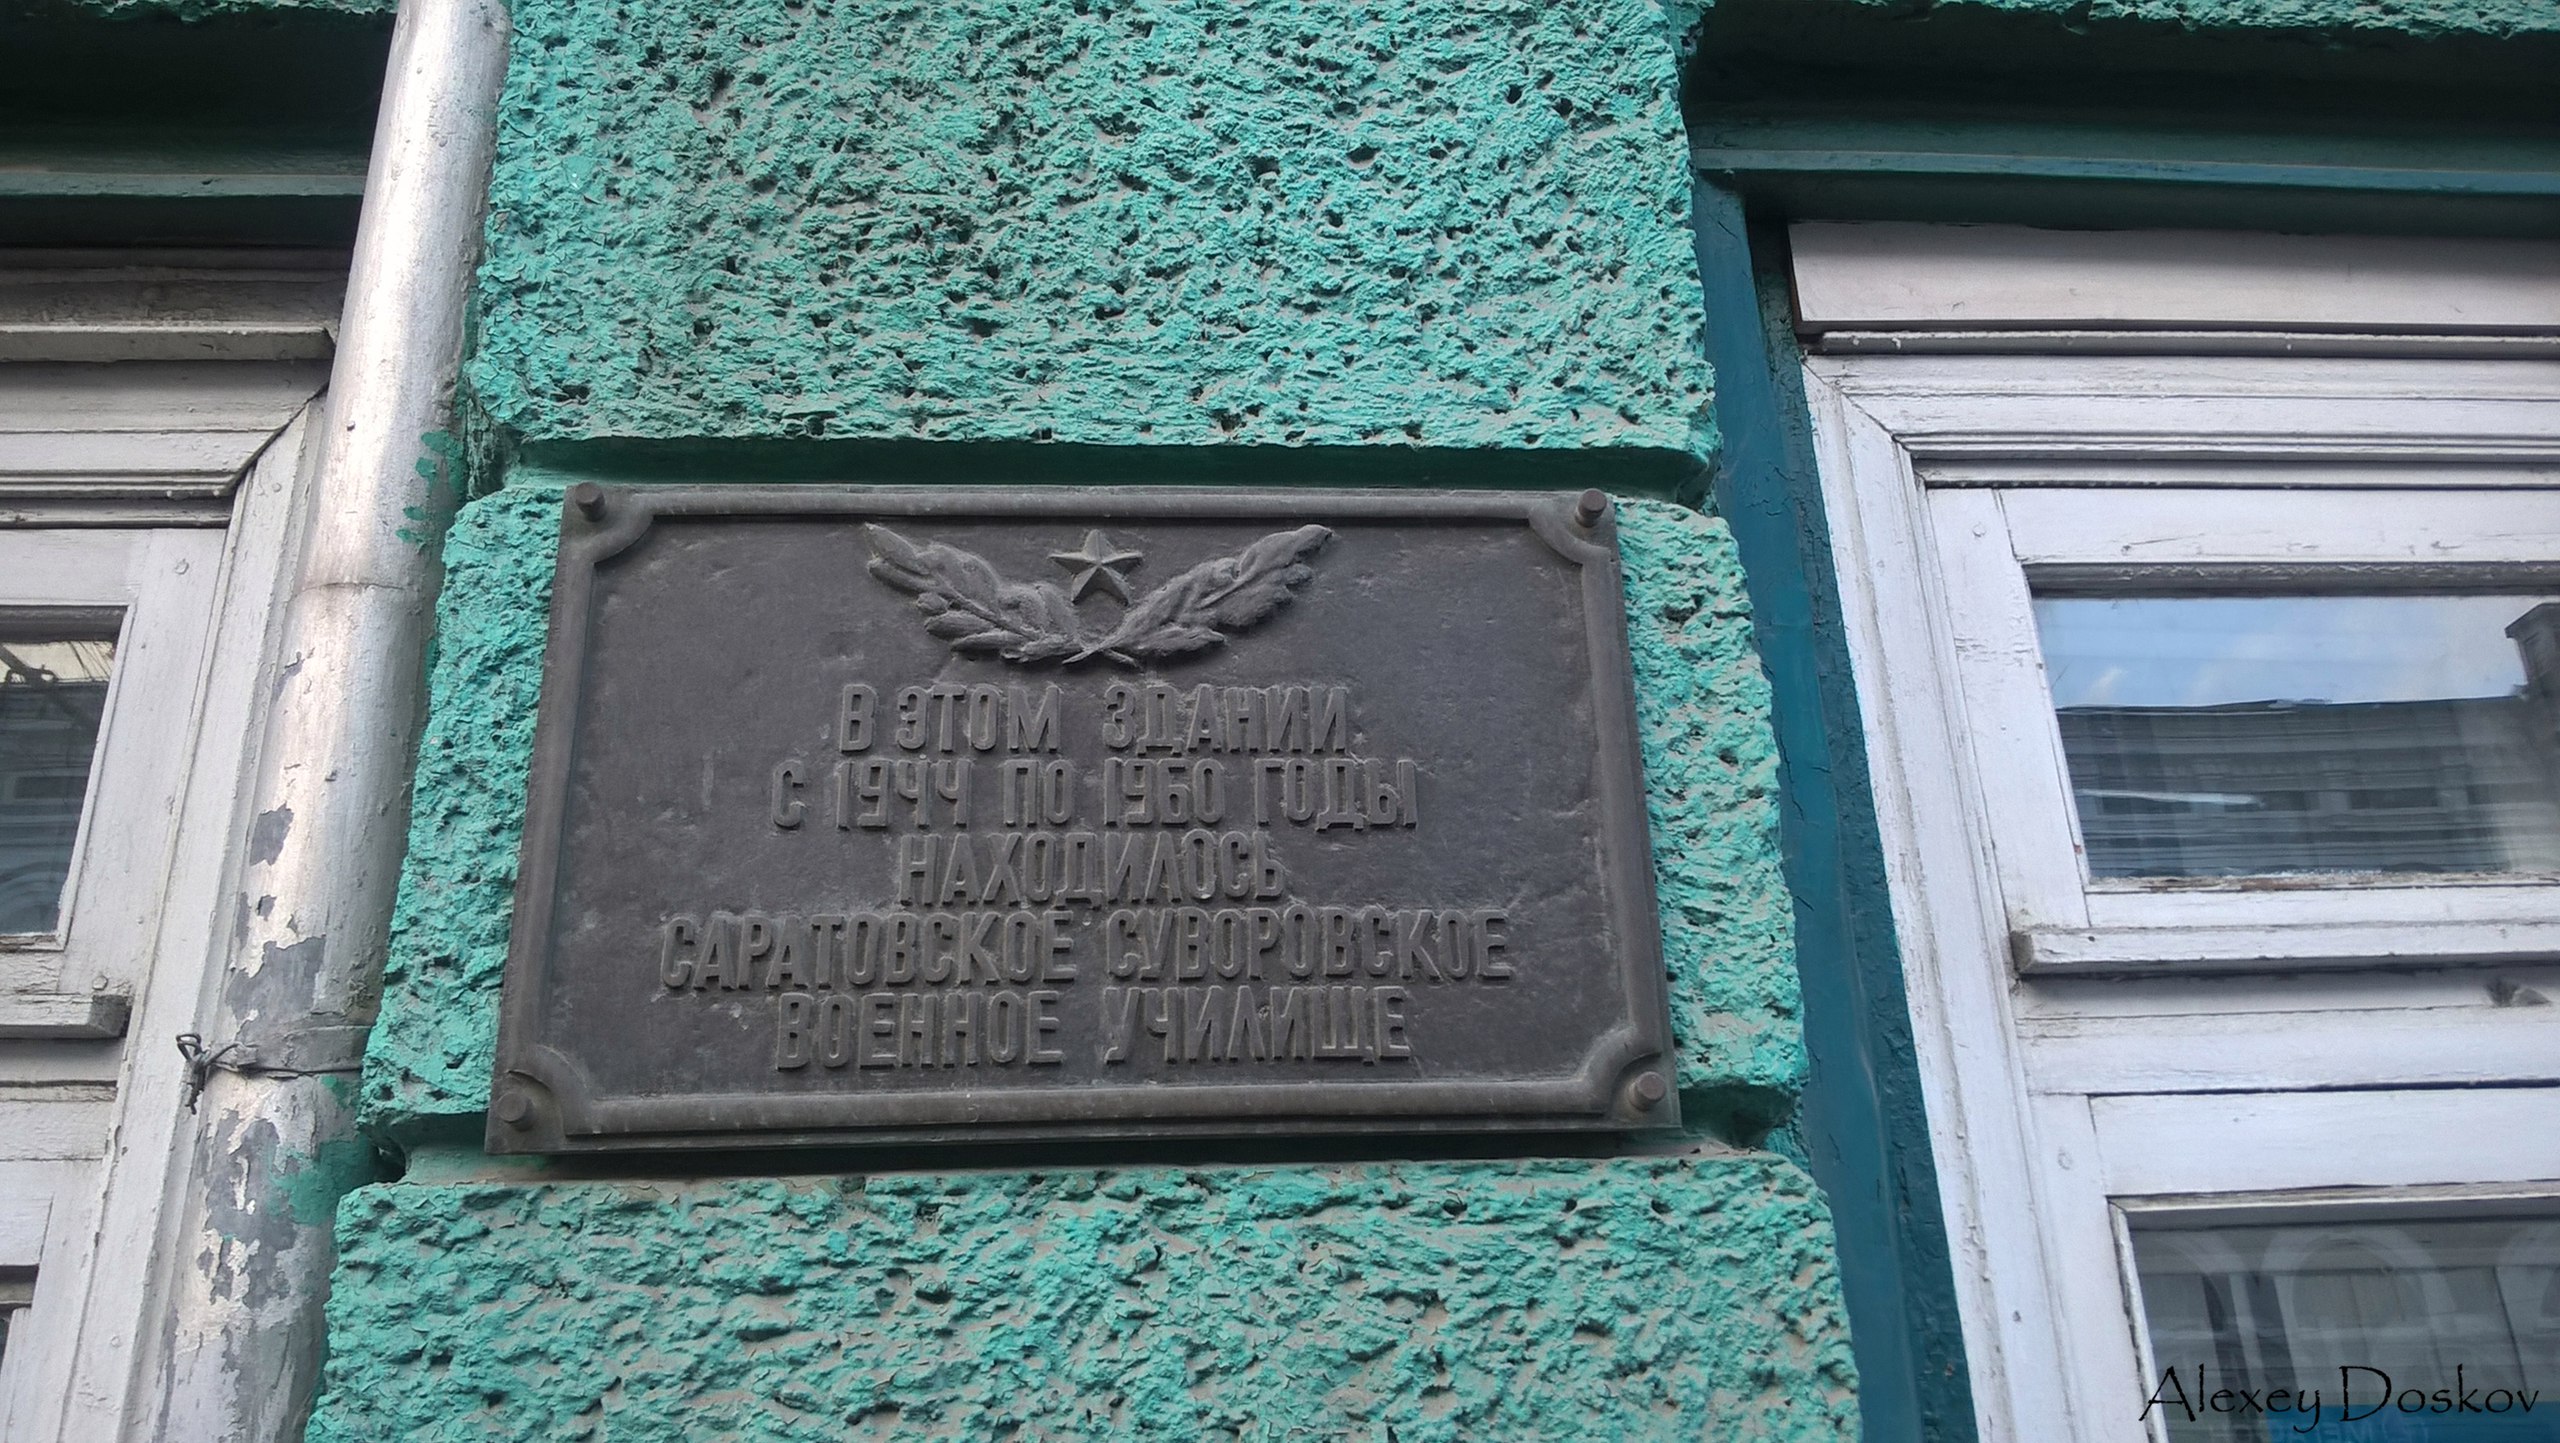 В ЭТОМ ЗДАНИИ
С 1944 ПО 1960 ГОДЫ
НАХОДИЛОСЬ
САРАТОВСКОЕ СУВОРОВСКОЕ
ВОЕННОЕ УЧИЛИЩЕ
Alexey Doskov